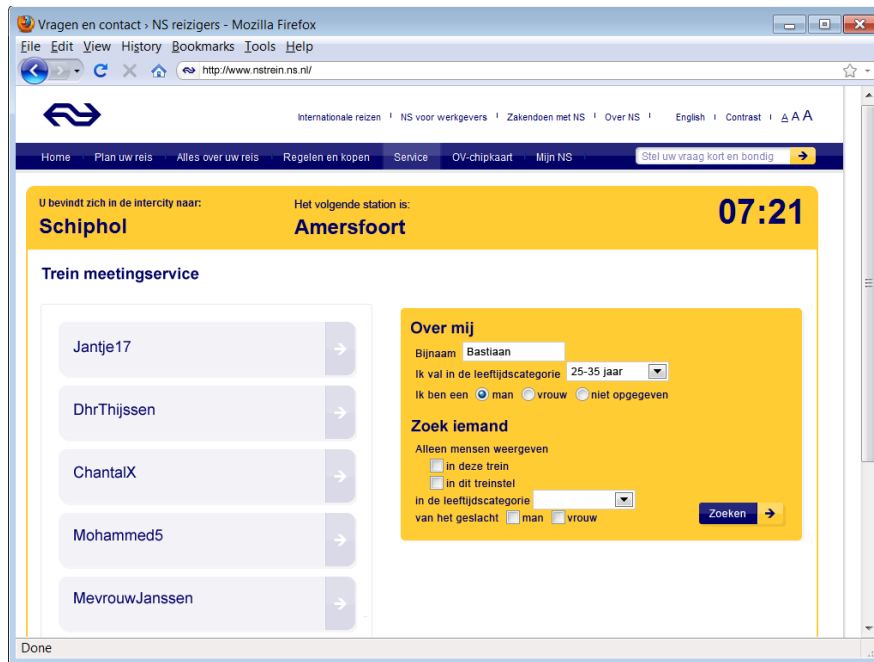 Vragen en contact › NS reizigers - Mozilla Firefox
File Edit View History Bookmarks Tools Help
http://www.nstrein.ns.nl/
Internationale reizen NS voor werkgevers Zakendoen met NS Over NS English Contrast A A A
Home Plan uw reis Alles over uw reis Regelen en kopen Service OV-chipkaart Mijn NS Stel uw vraag kort en bondig
U bevindt zich in de intercity naar:
Schiphol
Het volgende station is:
Amersfoort
07:21
Trein meetingservice
Jantje17
DhrThijssen
ChantalX
Mohammed5
MevrouwJanssen
Over mij
Bijnaam Bastiaan
Ik val in de leeftijdscategorie 25-35 jaar
Ik ben een man vrouw niet opgegeven
Zoek iemand
Alleen mensen weergeven
in deze trein
in dit treinstel
in de leeftijdscategorie
van het geslacht man vrouw
Zoeken
Done